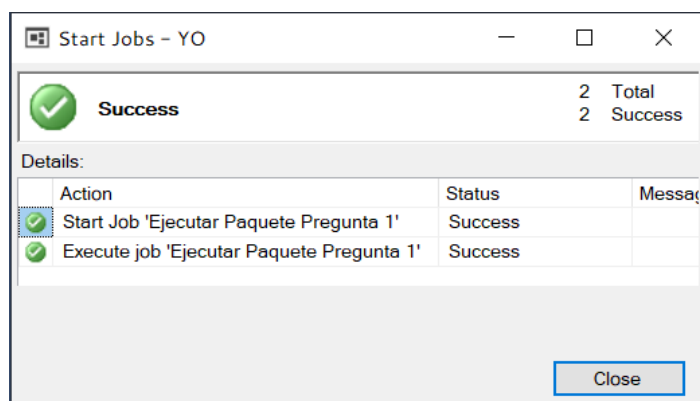 Start Jobs - YO
Success
2 Total
2 Success
Details:
Action Status Messag
Start Job 'Ejecutar Paquete Pregunta 1' Success
Execute job 'Ejecutar Paquete Pregunta 1' Success
Close